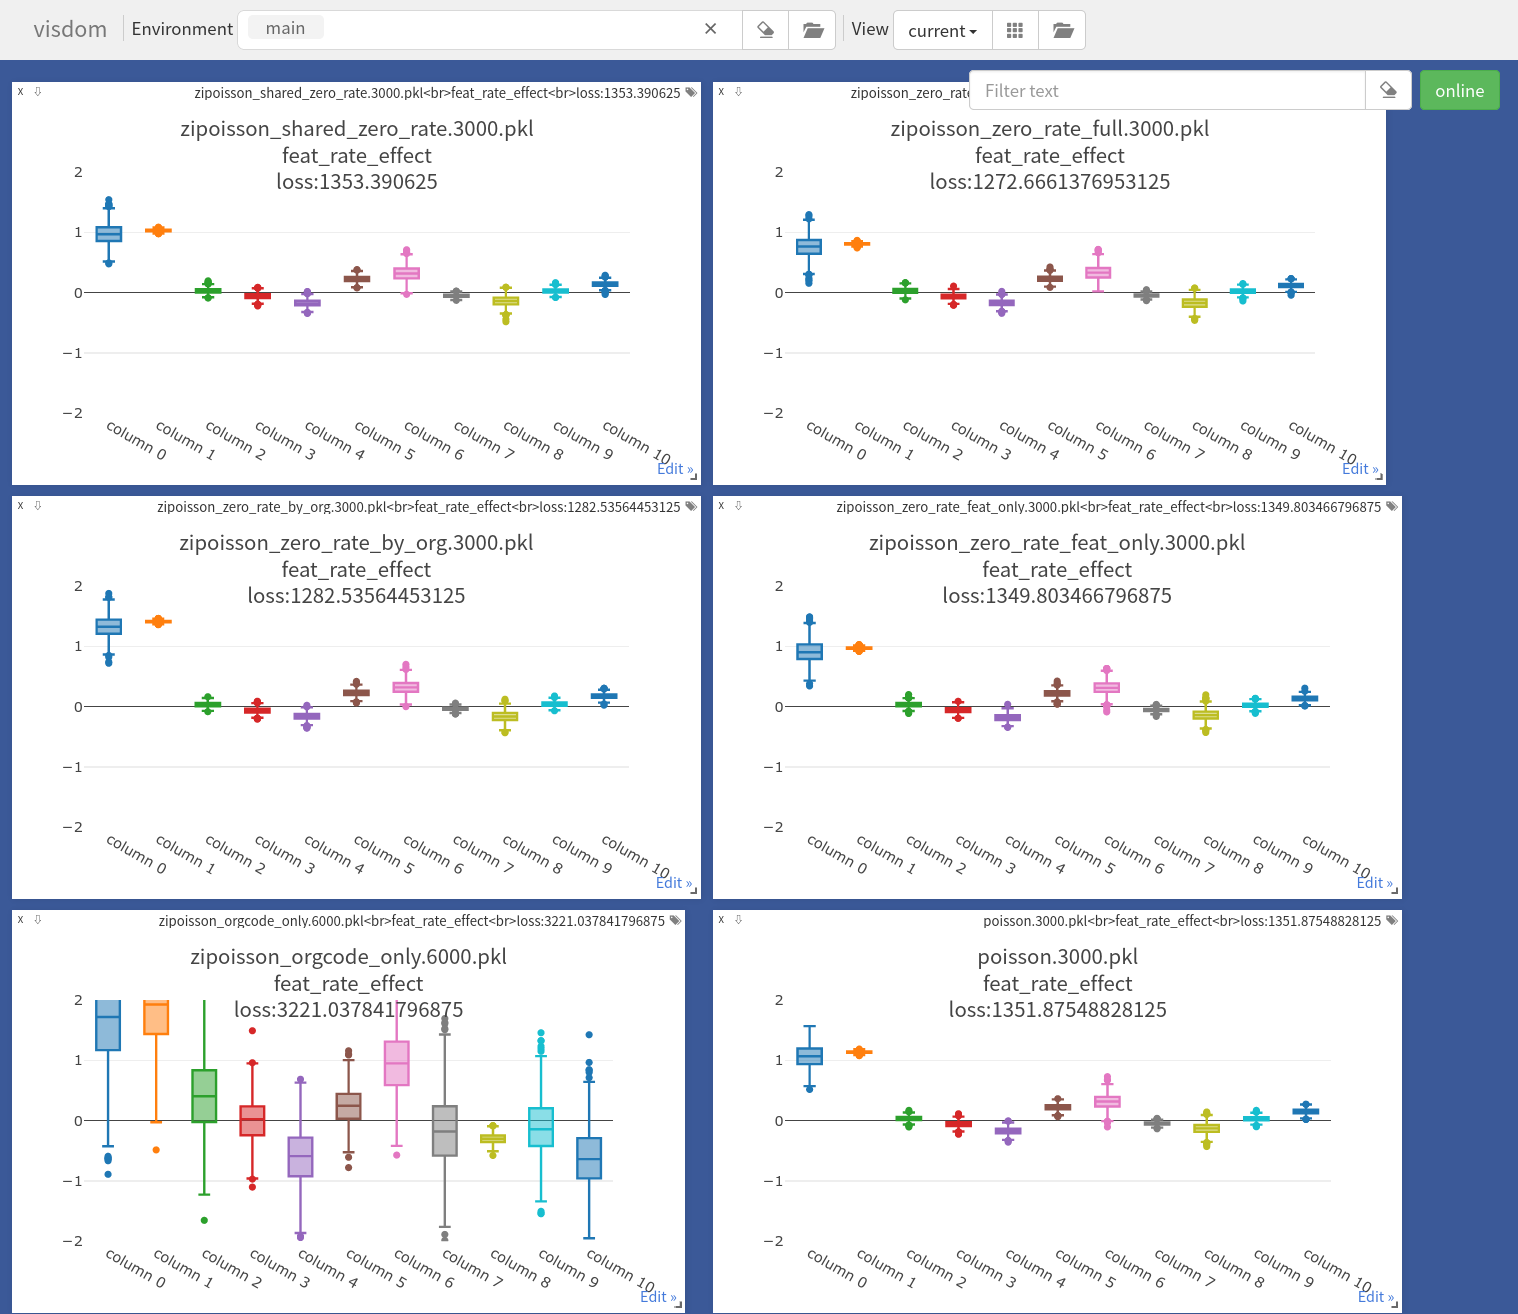 visdom Environment main ✕ View current
Filter text online
x zipoisson_shared_zero_rate.3000.pkl<br>feat_rate_effect<br>loss:1353.390625
zipoisson_shared_zero_rate.3000.pkl
feat_rate_effect
loss:1353.390625
2
1
0
−1
−2
column 0 column 1 column 2 column 3 column 4 column 5 column 6 column 7 column 8 column 9 column 10
Edit »
x zipoisson_zero_rate
zipoisson_zero_rate_full.3000.pkl
feat_rate_effect
loss:1272.6661376953125
2
1
0
−1
−2
column 0 column 1 column 2 column 3 column 4 column 5 column 6 column 7 column 8 column 9 column 10
Edit »
x zipoisson_zero_rate_by_org.3000.pkl<br>feat_rate_effect<br>loss:1282.53564453125
zipoisson_zero_rate_by_org.3000.pkl
feat_rate_effect
loss:1282.53564453125
2
1
0
−1
−2
column 0 column 1 column 2 column 3 column 4 column 5 column 6 column 7 column 8 column 9 column 10
Edit »
x zipoisson_zero_rate_feat_only.3000.pkl<br>feat_rate_effect<br>loss:1349.803466796875
zipoisson_zero_rate_feat_only.3000.pkl
feat_rate_effect
loss:1349.803466796875
2
1
0
−1
−2
column 0 column 1 column 2 column 3 column 4 column 5 column 6 column 7 column 8 column 9 column 10
Edit »
x zipoisson_orgcode_only.6000.pkl<br>feat_rate_effect<br>loss:3221.037841796875
zipoisson_orgcode_only.6000.pkl
feat_rate_effect
loss:3221.037841796875
2
1
0
−1
−2
column 0 column 1 column 2 column 3 column 4 column 5 column 6 column 7 column 8 column 9 column 10
Edit »
x poisson.3000.pkl<br>feat_rate_effect<br>loss:1351.87548828125
poisson.3000.pkl
feat_rate_effect
loss:1351.87548828125
2
1
0
−1
−2
column 0 column 1 column 2 column 3 column 4 column 5 column 6 column 7 column 8 column 9 column 10
Edit »